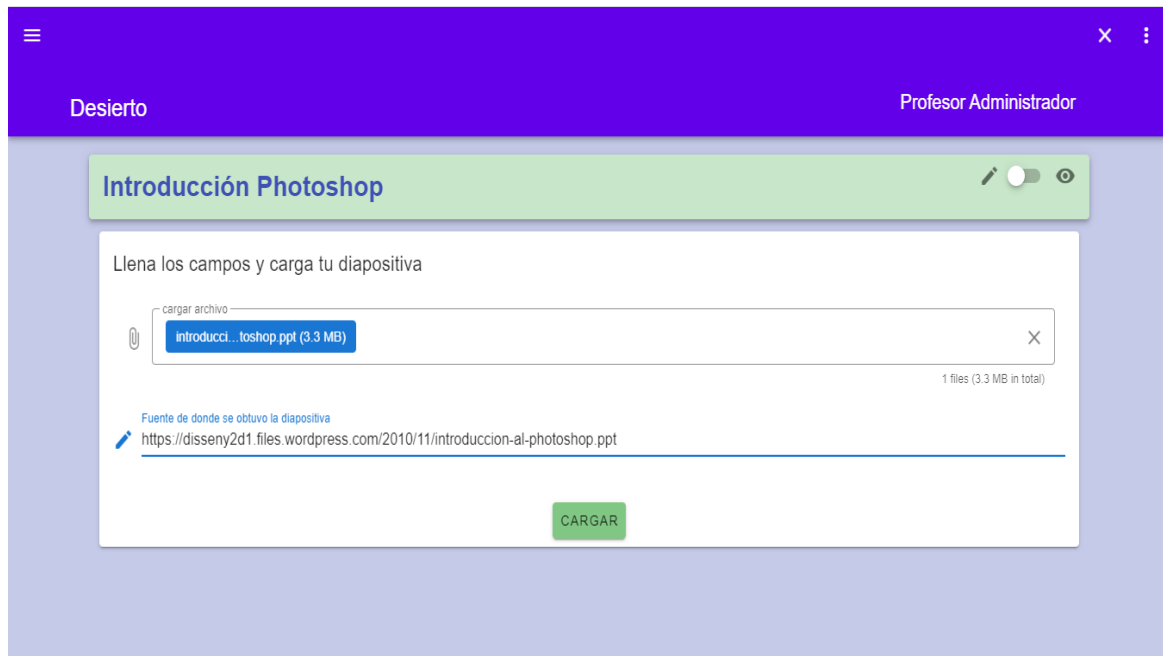 Desierto
Profesor Administrador
Introducción Photoshop
Llena los campos y carga tu diapositiva
cargar archivo
introducci...toshop.ppt (3.3 MB)
1 files (3.3 MB in total)
Fuente de donde se obtuvo la diapositiva
https://disseny2d1.files.wordpress.com/2010/11/introduccion-al-photoshop.ppt
CARGAR